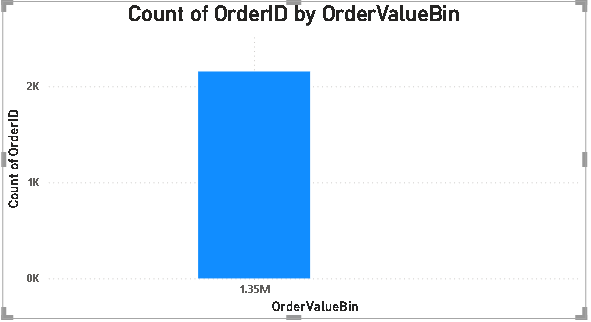 Count of OrderID by OrderValueBin
2K
1K
0K
Count of OrderID
1.35M
OrderValueBin